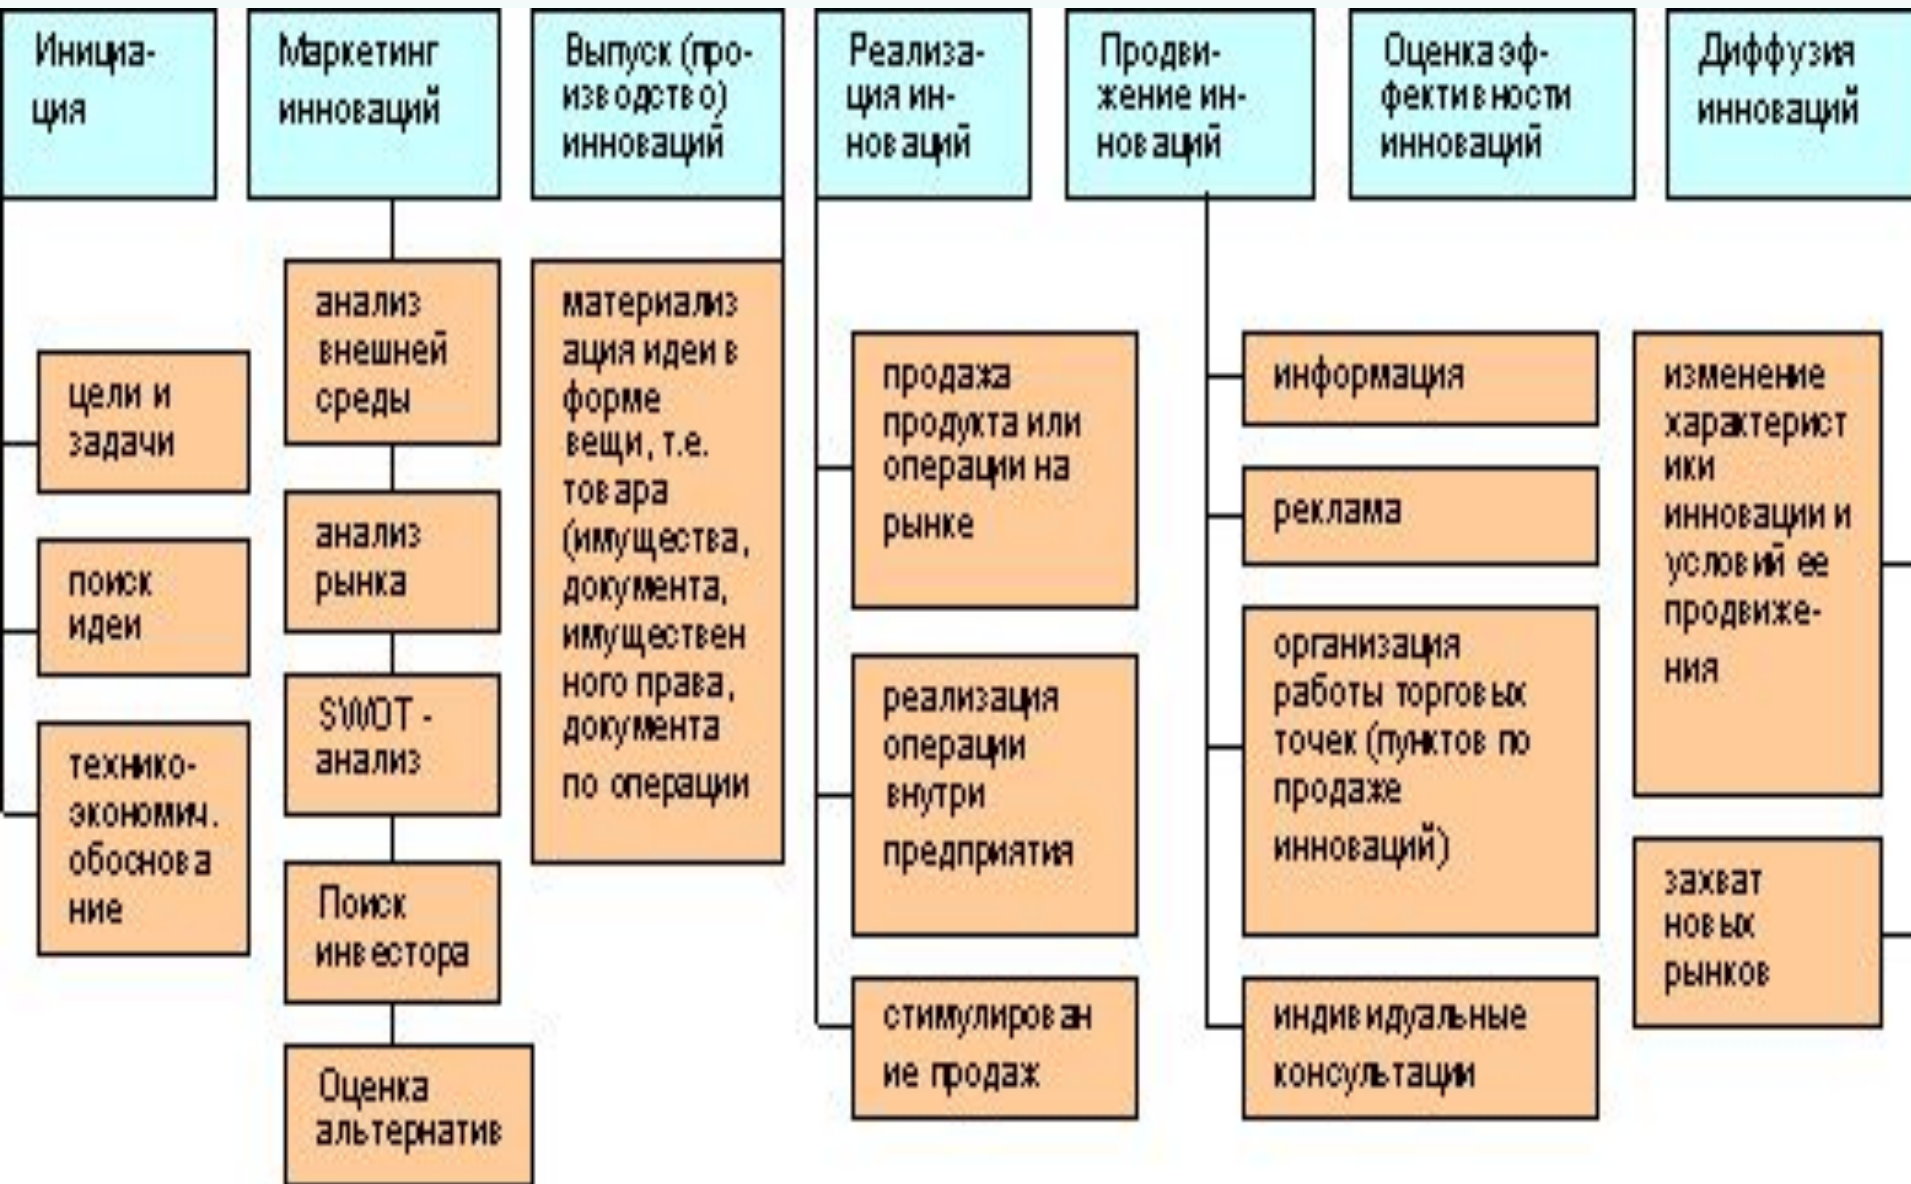 Инициа-
ция
Маркетинг
инноваций
Выпуск (про-
изводство)
инноваций
Реализа-
ция ин-
новаций
Продви-
жение ин-
новаций
Оценка эф-
фективности
инноваций
Диффузия
инноваций
цели и
задачи
поиск
идеи
технико-
экономич.
обоснова
ние
анализ
внешней
среды
анализ
рынка
SWOT -
анализ
Поиск
инвестора
Оценка
альтернатив
материализ
ация идеи в
форме
вещи, т.е.
товара
(имущества,
документа,
имуществен
ного права,
документа
по операции
продажа
продукта или
операции на
рынке
реализация
операции
внутри
предприятия
стимулирован
ие продаж
информация
реклама
организация
работы торговых
точек (пунктов по
продаже
инноваций)
индивидуальные
консультации
изменение
характерист
ики
инновации и
условий ее
продвиже-
ния
захват
новых
рынков